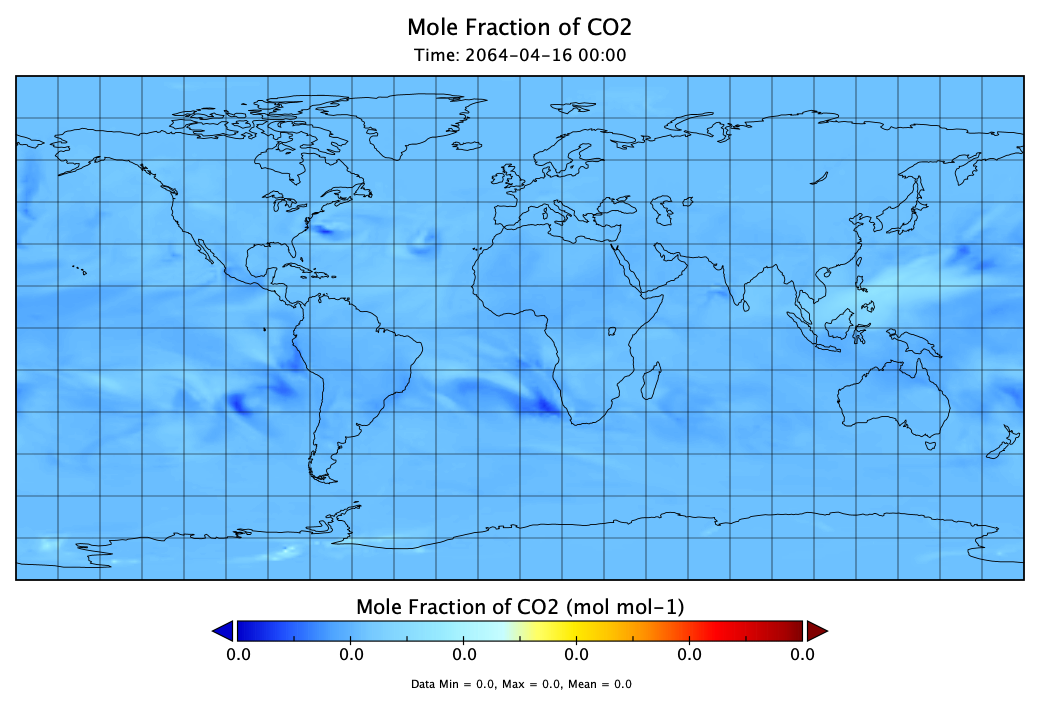 Mole Fraction of CO2
Time: 2064-04-16 00:00
Mole Fraction of CO2 (mol mol-1)
0.0 0.0 0.0 0.0 0.0 0.0
Data Min = 0.0, Max = 0.0, Mean = 0.0